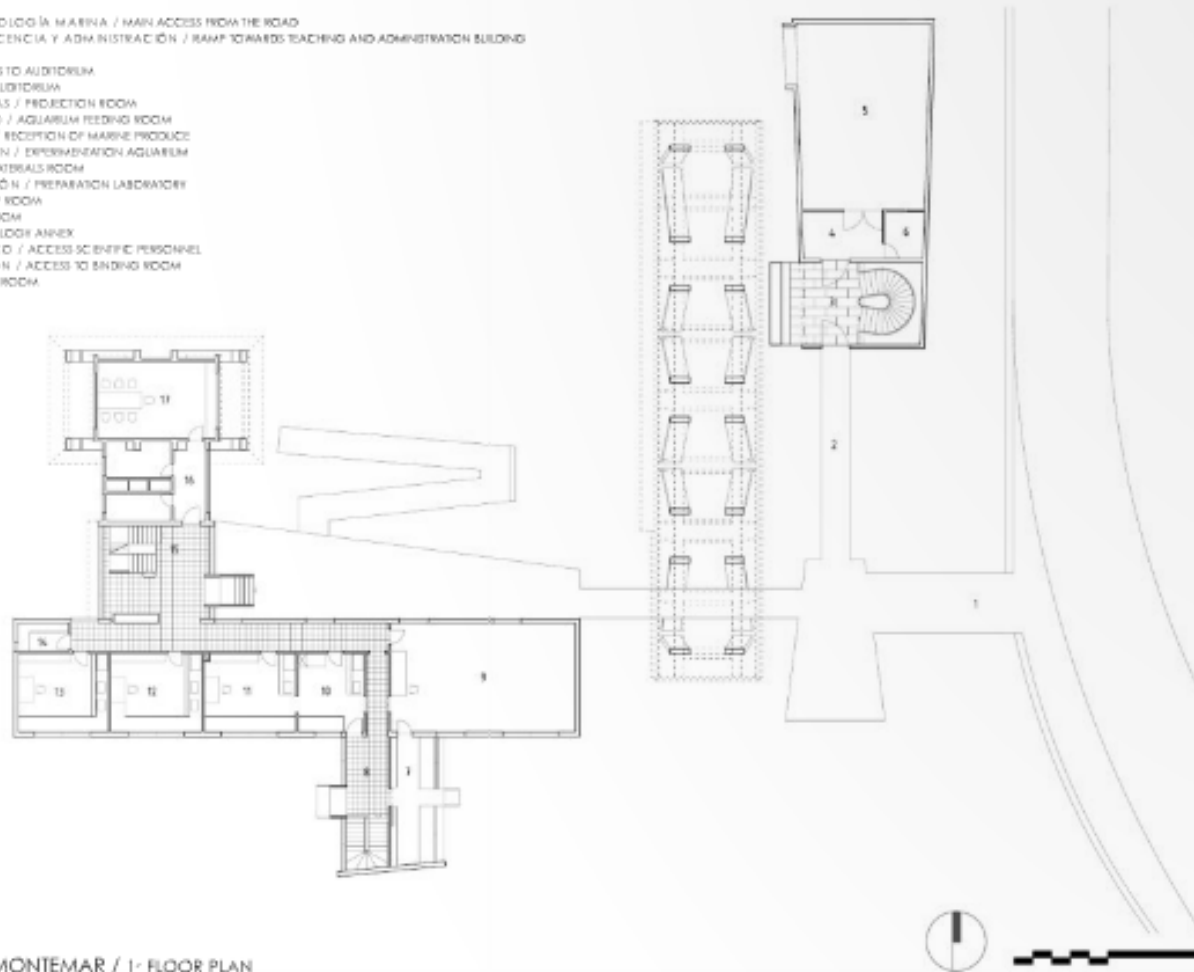 OLOGÍA MARINA / MAIN ACCESS FROM THE ROAD
CENCIA Y ADMINISTRACIÓN / RAMP TOWARDS TEACHING AND ADMINISTRATION BUILDING
S TO AUDITORIUM
UDITORIUM
AS / PROJECTION ROOM
O / AQUARIUM FEEDING ROOM
RECEPTION OF MARINE PRODUCE
N / EXPERIMENTATION AQUARIUM
ATERIALS ROOM
ÓN / PREPARATION LABORATORY
ROOM
OOM
LOGY ANNEX
O / ACCESS SCIENTIFIC PERSONNEL
N / ACCESS TO BINDING ROOM
ROOM
5
4
6
3
2
1
17
16
15
14
13
12
11
10
9
8
7
MONTEMAR / 1º FLOOR PLAN